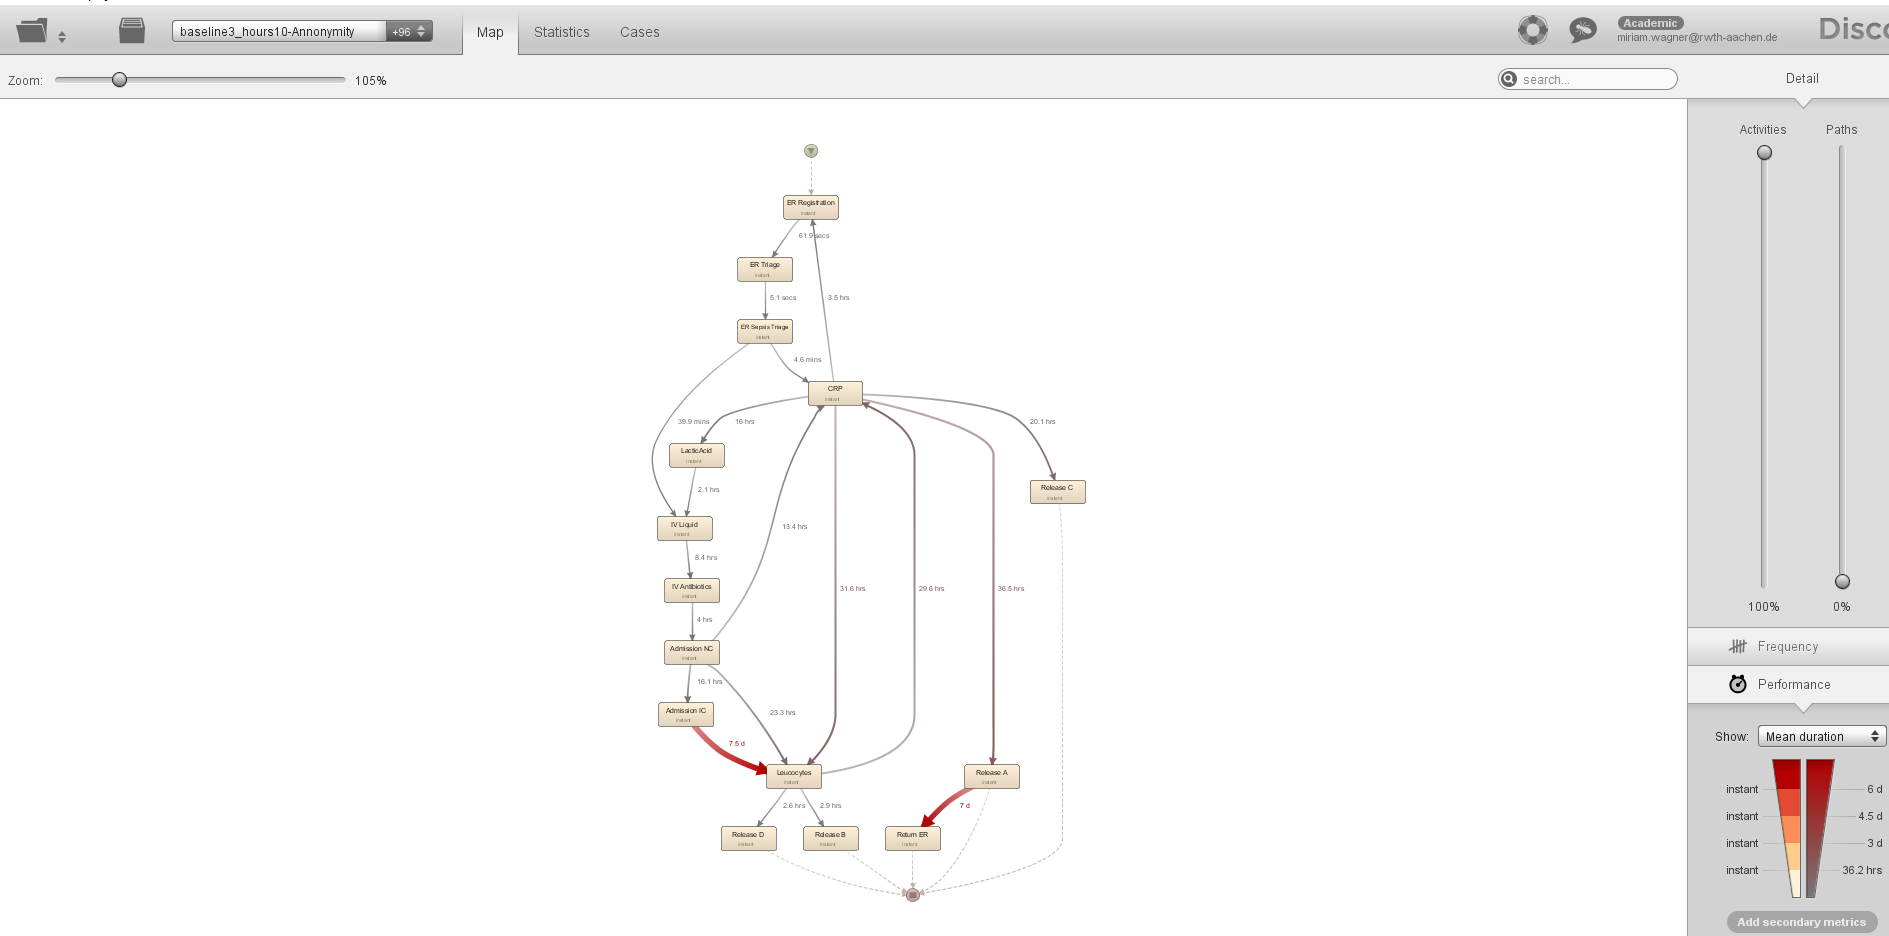 baseline3_hours10-Annonymity
+96
Map
Statistics
Cases
Academic
miriam.wagner@rwth-aachen.de
Disco
Zoom:
105%
search...
Detail
Activities
Paths
ER Registration
instant
61.9 secs
ER Triage
instant
5.1 secs
3.5 hrs
ER Sepsis Triage
instant
4.6 mins
CRP
instant
39.9 mins
16 hrs
20.1 hrs
LacticAcid
instant
2.1 hrs
Release C
instant
IV Liquid
instant
13.4 hrs
8.4 hrs
IV Antibiotics
instant
31.6 hrs
29.6 hrs
36.5 hrs
4 hrs
Admission NC
instant
16.1 hrs
Admission IC
instant
23.3 hrs
7.5 d
Leucocytes
instant
Release A
instant
2.6 hrs
2.9 hrs
7 d
Release D
instant
Release B
instant
Return ER
instant
100%
0%
Frequency
Performance
Show:
Mean duration
instant
6 d
instant
4.5 d
instant
3 d
instant
36.2 hrs
Add secondary metrics